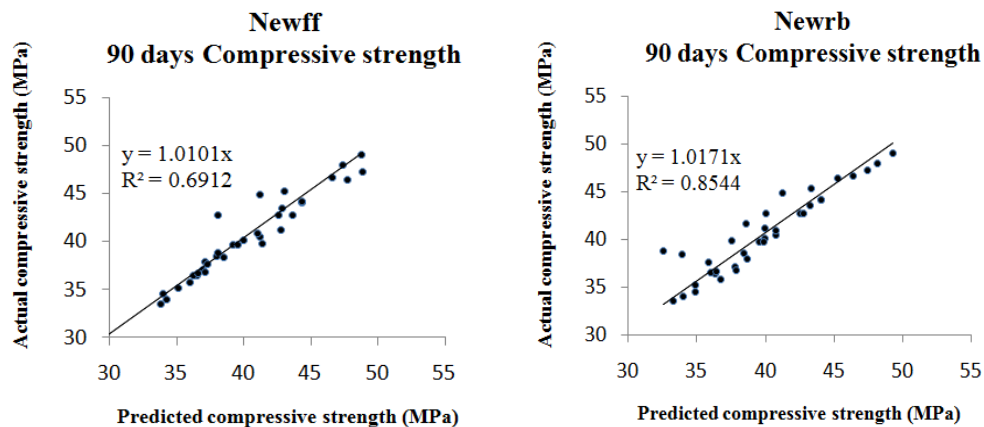 Newff
90 days Compressive strength
Actual compressive strength (MPa)
55
50
45
40
35
30
y = 1.0101x
R² = 0.6912
30 35 40 45 50 55
Predicted compressive strength (MPa)
Newrb
90 days Compressive strength
Actual compressive strength (MPa)
55
50
45
40
35
30
y = 1.0171x
R² = 0.8544
30 35 40 45 50 55
Predicted compressive strength (MPa)